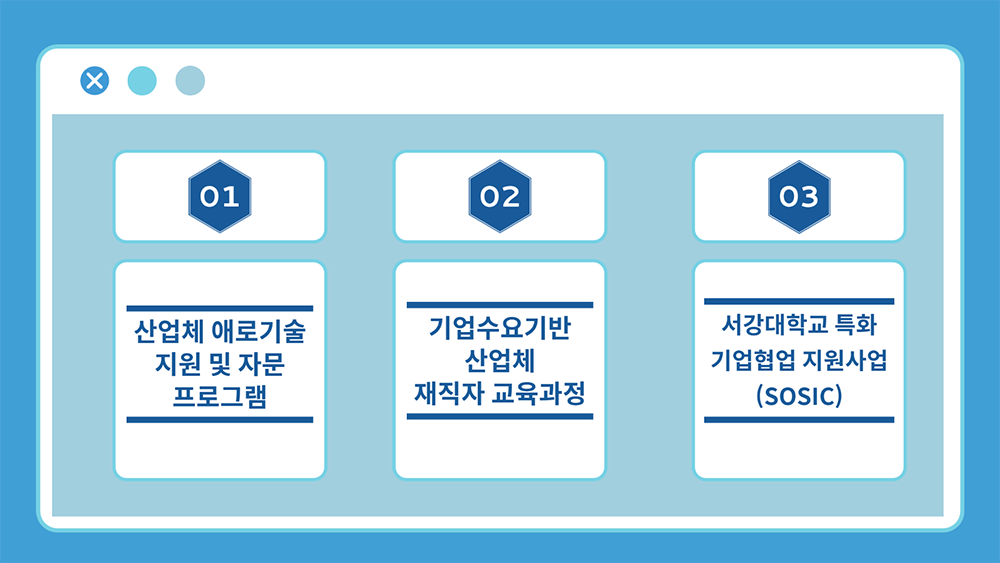 01
산업체 애로기술
지원 및 자문
프로그램
02
기업수요기반
산업체
재직자 교육과정
03
서강대학교 특화
기업협업 지원사업
(SOSIC)